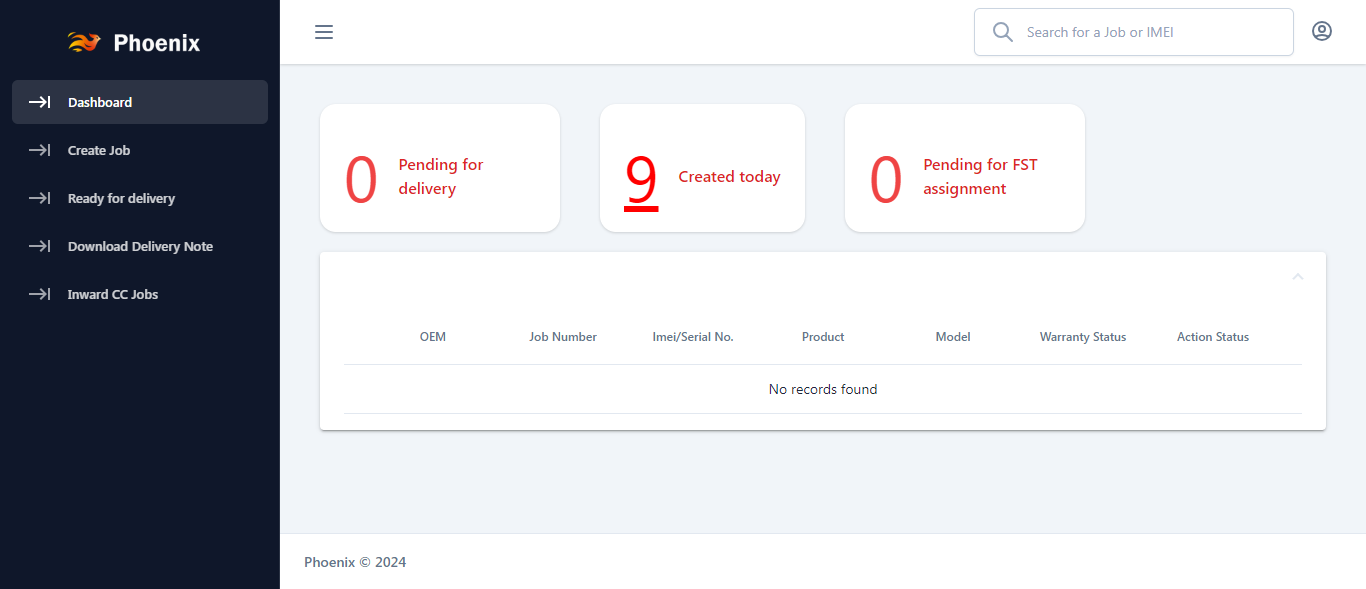 Phoenix
Dashboard
Create Job
Ready for delivery
Download Delivery Note
Inward CC Jobs
Search for a Job or IMEI
0 Pending for
delivery
9 Created today
0 Pending for FST
assignment
OEM Job Number Imei/Serial No. Product Model Warranty Status Action Status
No records found
Phoenix © 2024